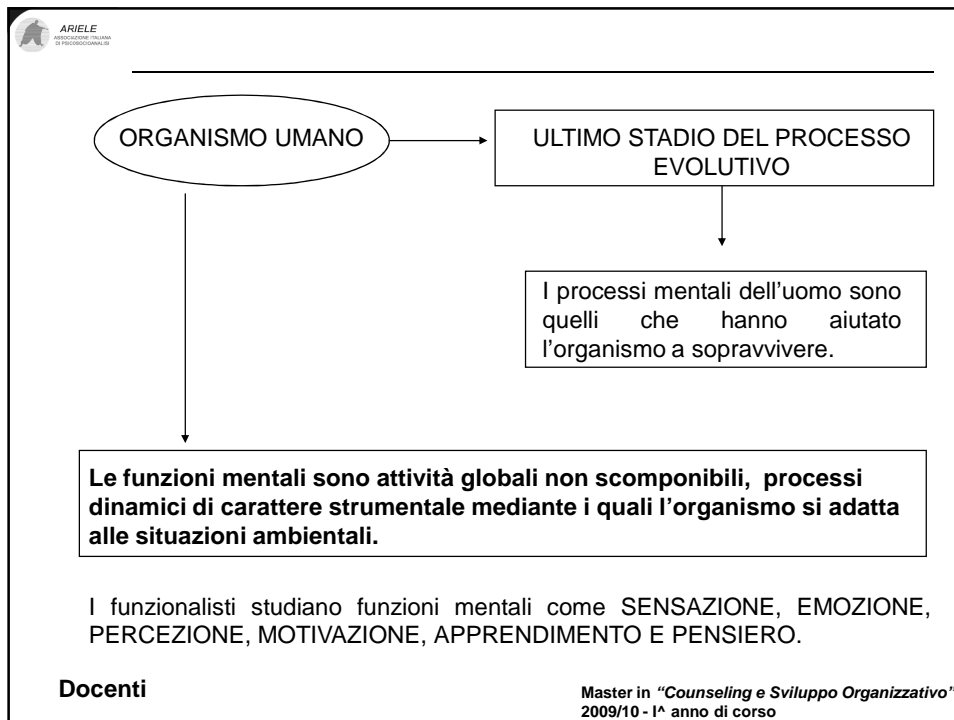 ARIELE
ASSOCIAZIONE ITALIANA
DI PSICOSOCIOANALISI
ORGANISMO UMANO
ULTIMO STADIO DEL PROCESSO
EVOLUTIVO
I processi mentali dell’uomo sono
quelli che hanno aiutato
l’organismo a sopravvivere.
Le funzioni mentali sono attività globali non scomponibili, processi
dinamici di carattere strumentale mediante i quali l’organismo si adatta
alle situazioni ambientali.
I funzionalisti studiano funzioni mentali come SENSAZIONE, EMOZIONE,
PERCEZIONE, MOTIVAZIONE, APPRENDIMENTO E PENSIERO.
Docenti
Master in “Counseling e Sviluppo Organizzativo”
2009/10 - I^ anno di corso